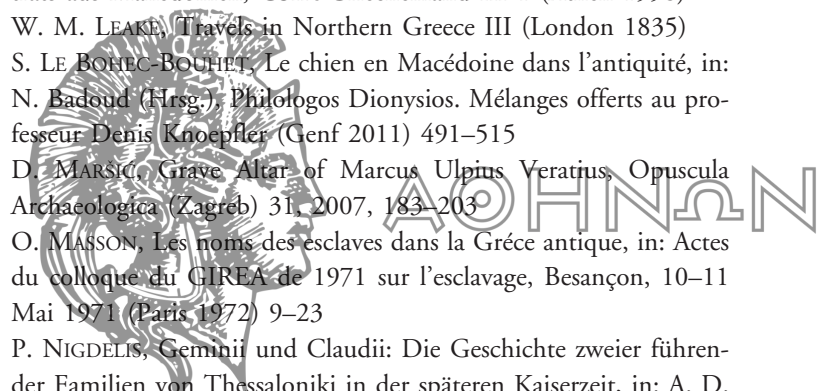 W. M. LEAKE, Travels in Northern Greece III (London 1835)
S. LE BOHEC-BOUHET, Le chien en Macédoine dans l'antiquité, in:
N. Badoud (Hrsg.), Philologos Dionysios. Mélanges offerts au pro-
fesseur Denis Knoepfler (Genf 2011) 491–515
D. MARŠIĆ, Grave Altar of Marcus Ulpius Veratius, Opuscula
Archaeologica (Zagreb) 31, 2007, 183–203
ΑΘΗΝΩΝ
O. MASSON, Les noms des esclaves dans la Gréce antique, in: Actes
du colloque du GIREA de 1971 sur l'esclavage, Besançon, 10–11
Mai 1971 (Paris 1972) 9–23
P. NIGDELIS, Geminii und Claudii: Die Geschichte zweier führen-
der Familien von Thessaloniki in der späteren Kaiserzeit, in: A. D.